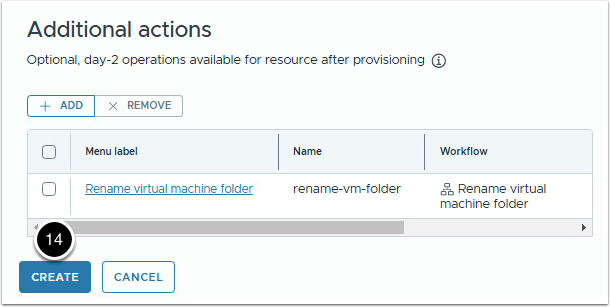 Additional actions
Optional, day-2 operations available for resource after provisioning
ADD REMOVE
Menu label Name Workflow
Rename virtual machine folder rename-vm-folder Rename virtual
machine folder
14
CREATE CANCEL